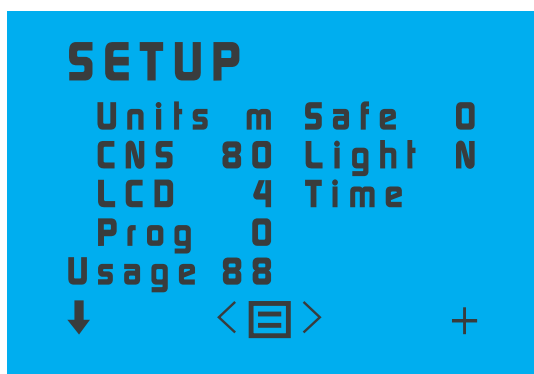 SETUP
Units m Safe 0
CNS 80 Light N
LCD 4 Time
Prog 0
Usage 88